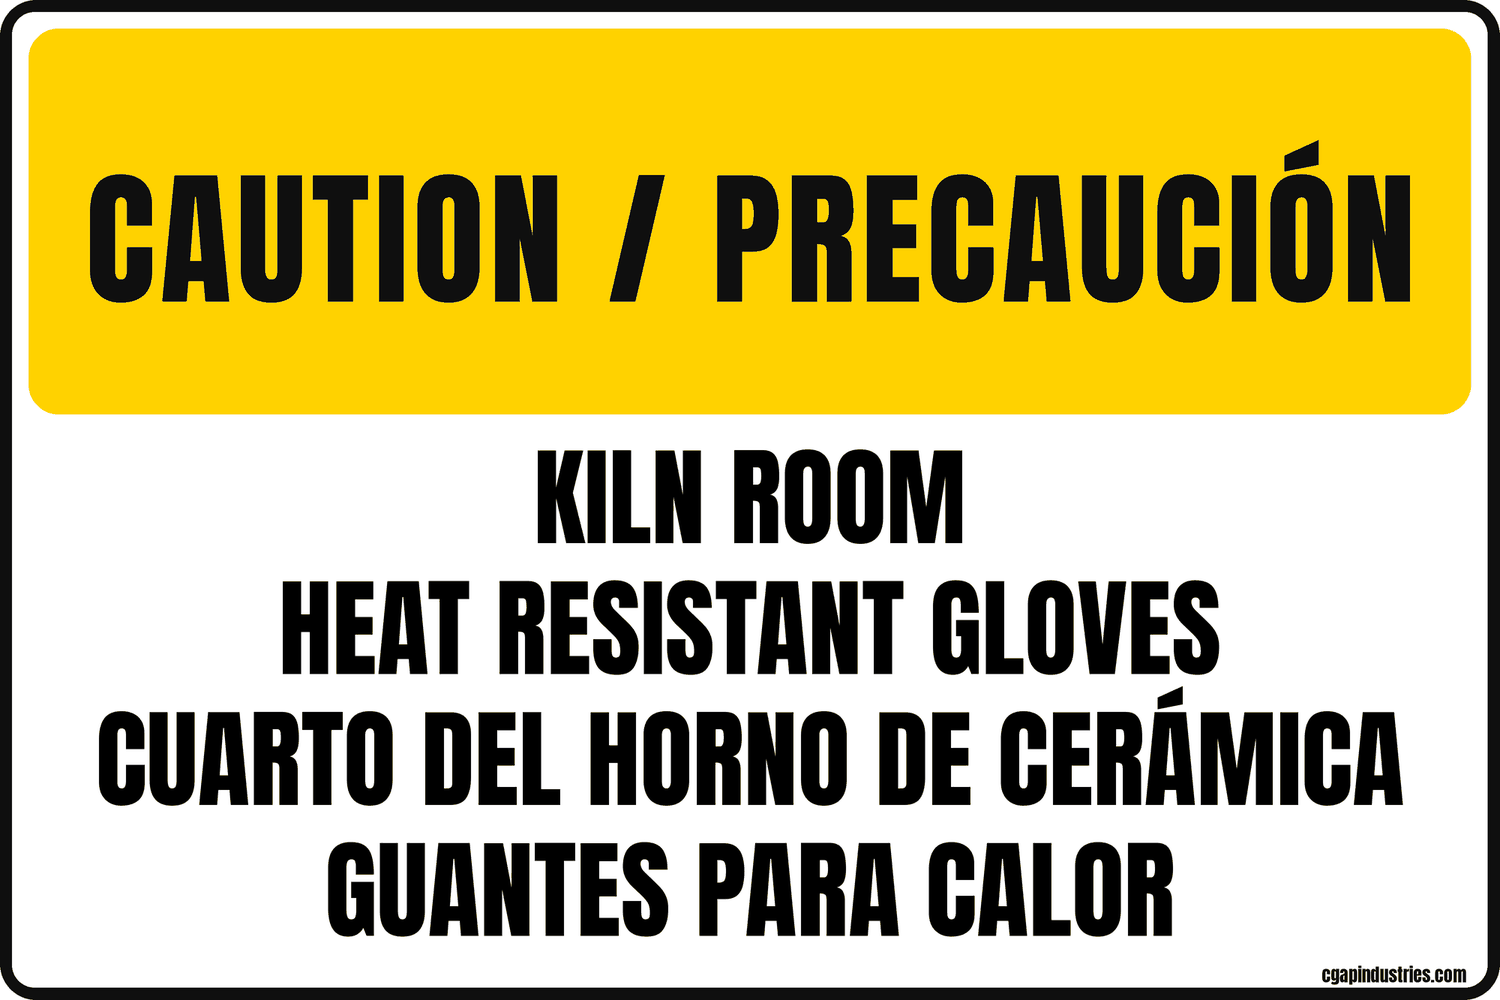 CAUTION / PRECAUCIÓN
KILN ROOM
HEAT RESISTANT GLOVES
CUARTO DEL HORNO DE CERÁMICA
GUANTES PARA CALOR
cgapindustries.com